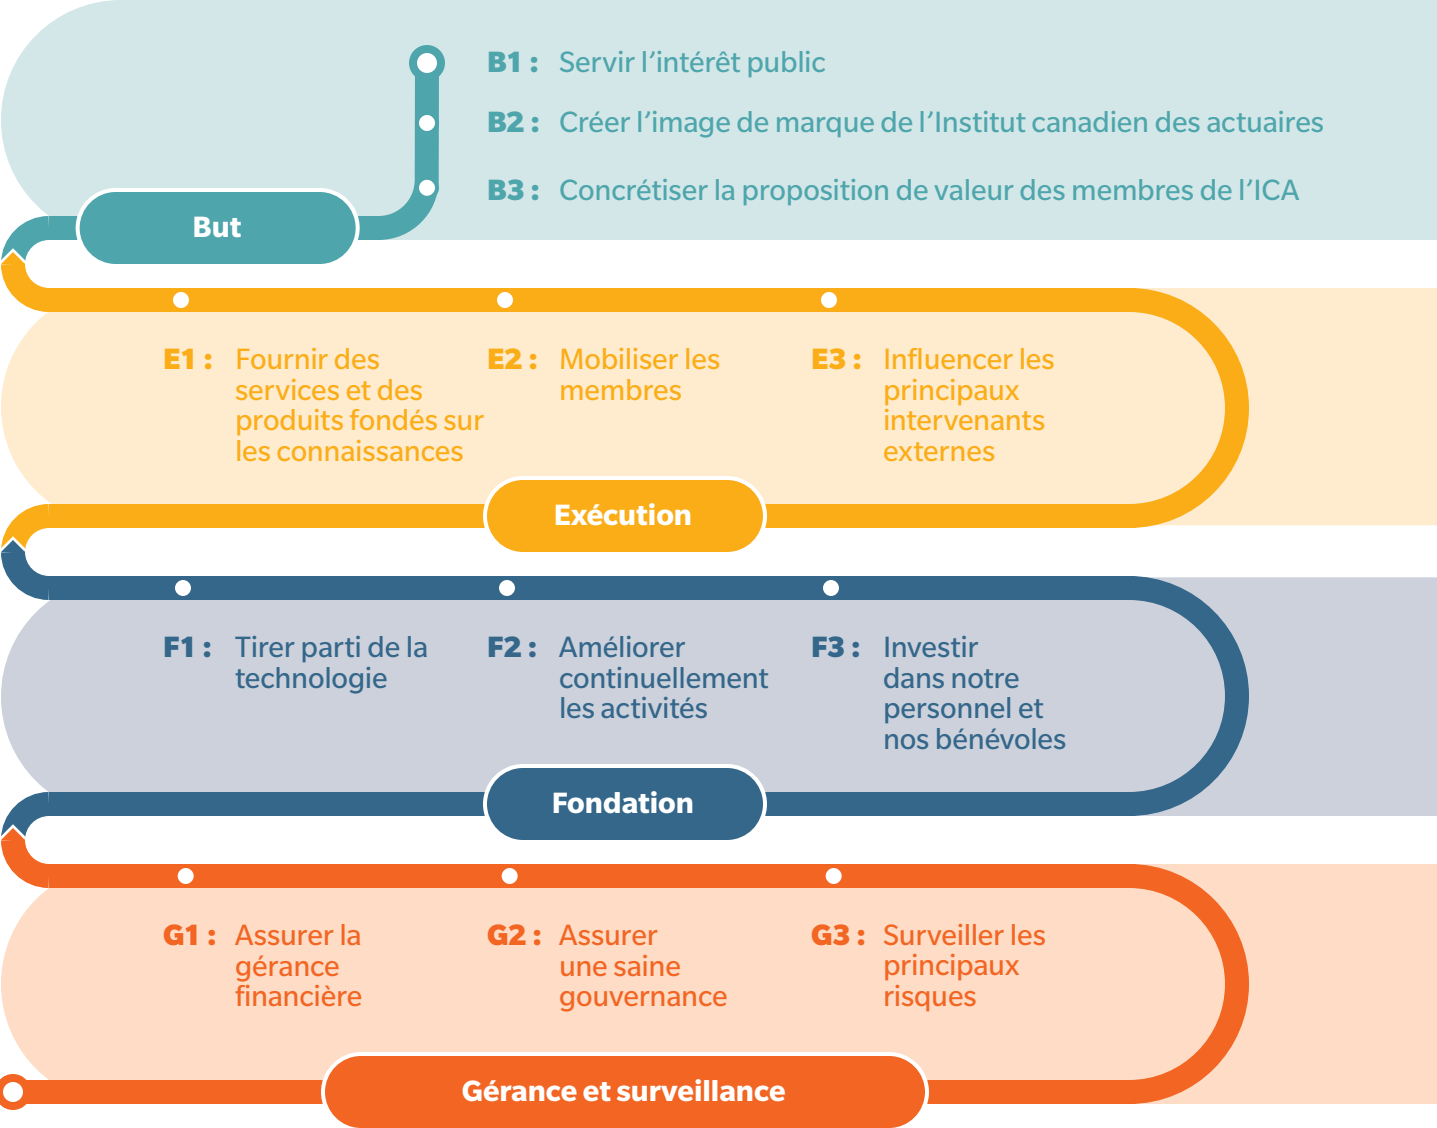 B1 : Servir l’intérêt public
B2 : Créer l’image de marque de l’Institut canadien des actuaires
B3 : Concrétiser la proposition de valeur des membres de l’ICA
But
E1 : Fournir des
services et des
produits fondés sur
les connaissances
E2 : Mobiliser les
membres
E3 : Influencer les
principaux
intervenants
externes
Exécution
F1 : Tirer parti de la
technologie
F2 : Améliorer
continuellement
les activités
F3 : Investir
dans notre
personnel et
nos bénévoles
Fondation
G1 : Assurer la
gérance
financière
G2 : Assurer
une saine
gouvernance
G3 : Surveiller les
principaux
risques
Gérance et surveillance